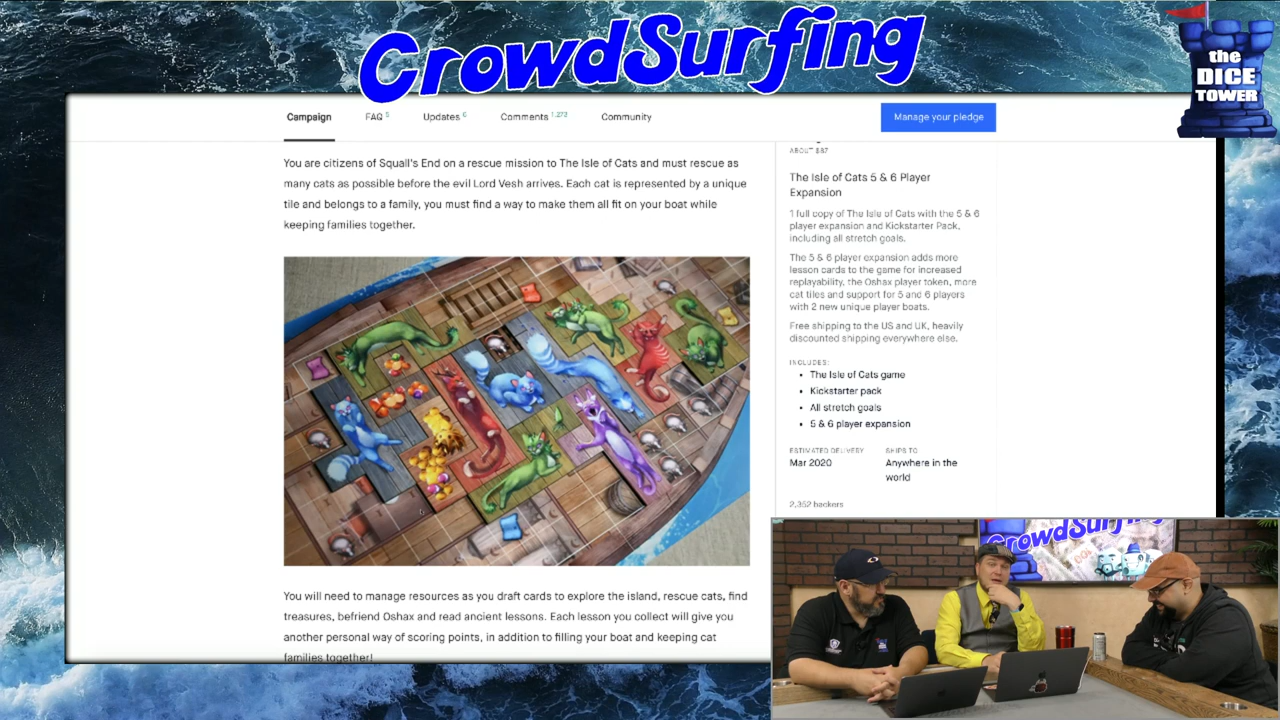 CrowdSurfing
the
DICE
TOWER
Campaign
FAQ 5
Updates 6
Comments 1,272
Community
Manage your pledge
You are citizens of Squall's End on a rescue mission to The Isle of Cats and must rescue as
many cats as possible before the evil Lord Vesh arrives. Each cat is represented by a unique
tile and belongs to a family, you must find a way to make them all fit on your boat while
keeping families together.
You will need to manage resources as you draft cards to explore the island, rescue cats, find
treasures, befriend Oshax and read ancient lessons. Each lesson you collect will give you
another personal way of scoring points, in addition to filling your boat and keeping cat
families together!
ABOUT $87
The Isle of Cats 5 & 6 Player
Expansion
1 full copy of The Isle of Cats with the 5 & 6
player expansion and Kickstarter Pack,
including all stretch goals.
The 5 & 6 player expansion adds more
lesson cards to the game for increased
replayability, the Oshax player token, more
cat tiles and support for 5 and 6 players
with 2 new unique player boats.
Free shipping to the US and UK, heavily
discounted shipping everywhere else.
INCLUDES:
• The Isle of Cats game
• Kickstarter pack
• All stretch goals
• 5 & 6 player expansion
ESTIMATED DELIVERY
Mar 2020
SHIPS TO
Anywhere in the
world
2,352 backers
CrowdSurfing